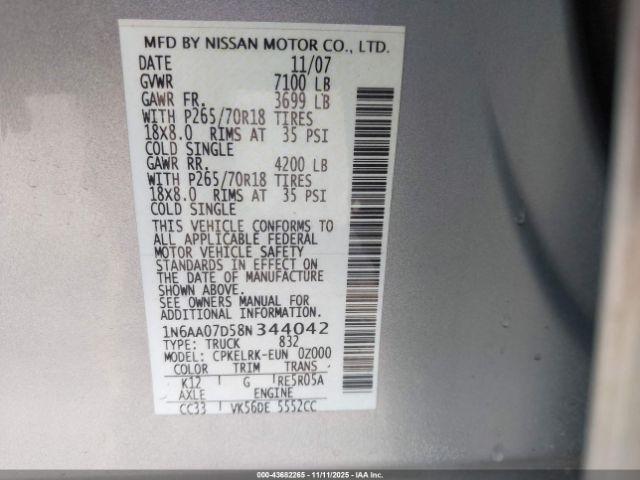 MFD BY NISSAN MOTOR CO., LTD.
DATE 11/07
GVWR 7100 LB
GAWR FR. 3699 LB
WITH P265/70R18 TIRES
18X8.0 RIMS AT 35 PSI
COLD SINGLE
GAWR RR. 4200 LB
WITH P265/70R18 TIRES
18X8.0 RIMS AT 35 PSI
COLD SINGLE
THIS VEHICLE CONFORMS TO
ALL APPLICABLE FEDERAL
MOTOR VEHICLE SAFETY
STANDARDS IN EFFECT ON
THE DATE OF MANUFACTURE
SHOWN ABOVE.
SEE OWNERS MANUAL FOR
ADDITIONAL INFORMATION
1N6AA07D58N344042
TYPE: TRUCK 832
MODEL: CPKELRK-EUN 0Z000
COLOR TRIM TRANS
K12 G RE5R05A
AXLE ENGINE
CC33 VK56DE 5552CC
000-43682265 - 11/11/2025 - IAAI.COM